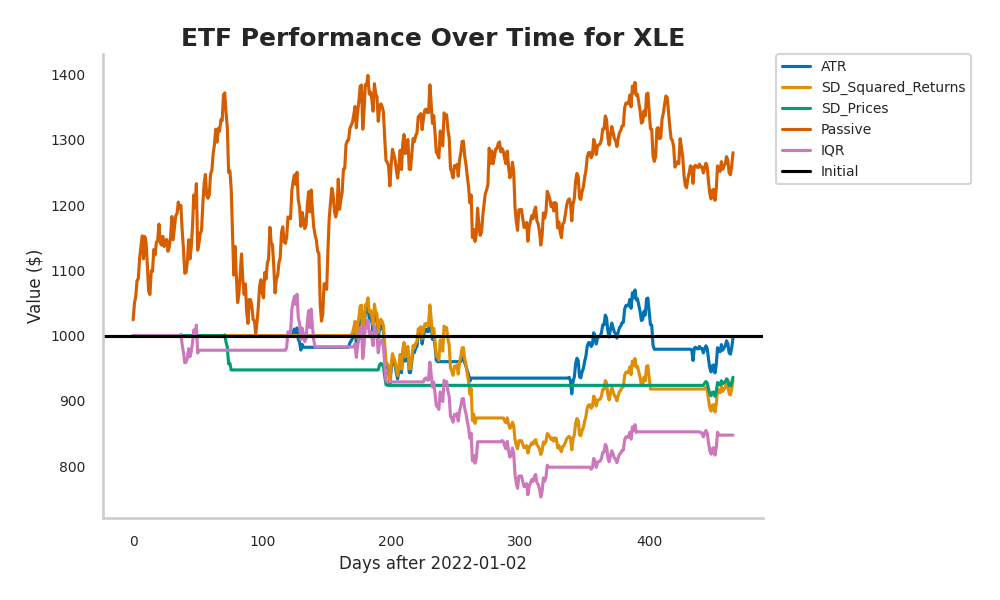 ETF Performance Over Time for XLE
ATR
SD_Squared_Returns
SD_Prices
Passive
IQR
Initial
Value ($)
1400
1300
1200
1100
1000
900
800
0 100 200 300 400
Days after 2022-01-02